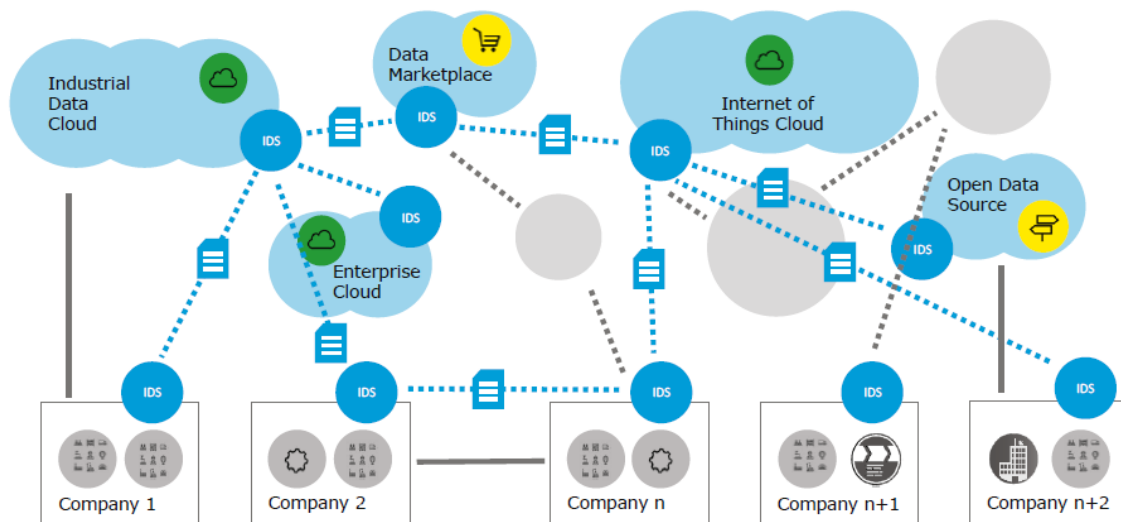 Industrial
Data
Cloud
Data
Marketplace
Internet of
Things Cloud
IDS
IDS
IDS
IDS
Open Data
Source
IDS
Enterprise
Cloud
IDS
IDS
IDS
IDS
IDS
Company 1
Company 2
Company n
Company n+1
Company n+2